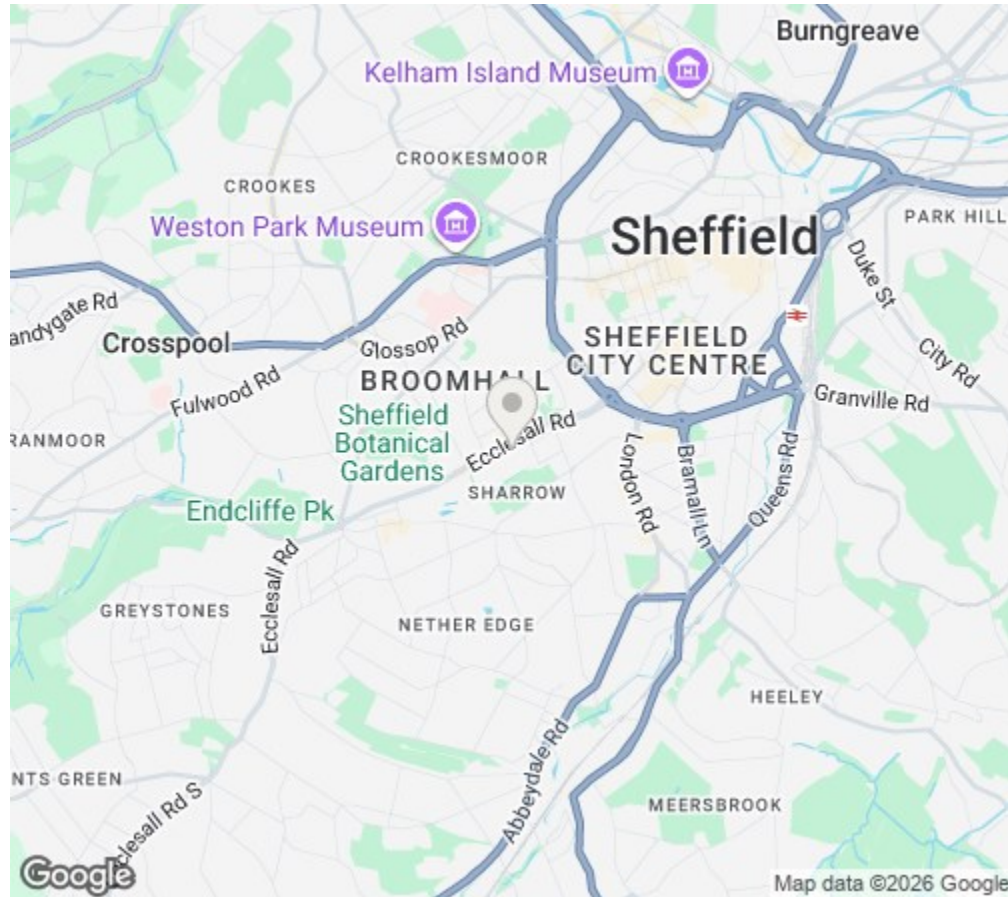 Burngreave
Kelham Island Museum
CROOKESMOOR
CROOKES
Weston Park Museum
PARK HILL
Sheffield
Duke St
andygate Rd
Crosspool
Glossop Rd
SHEFFIELD
CITY CENTRE
City Rd
Fulwood Rd
BROOMHALL
Granville Rd
Sheffield
Botanical
Gardens
RANMOOR
Ecclesall Rd
London Rd
Bramall Ln
Queens Rd
SHARROW
Endcliffe Pk
Ecclesall Rd
GREYSTONES
NETHER EDGE
HEELEY
Abbeydale Rd
NTS GREEN
clesall Rd S
MEERSBROOK
Google
Map data ©2026 Google